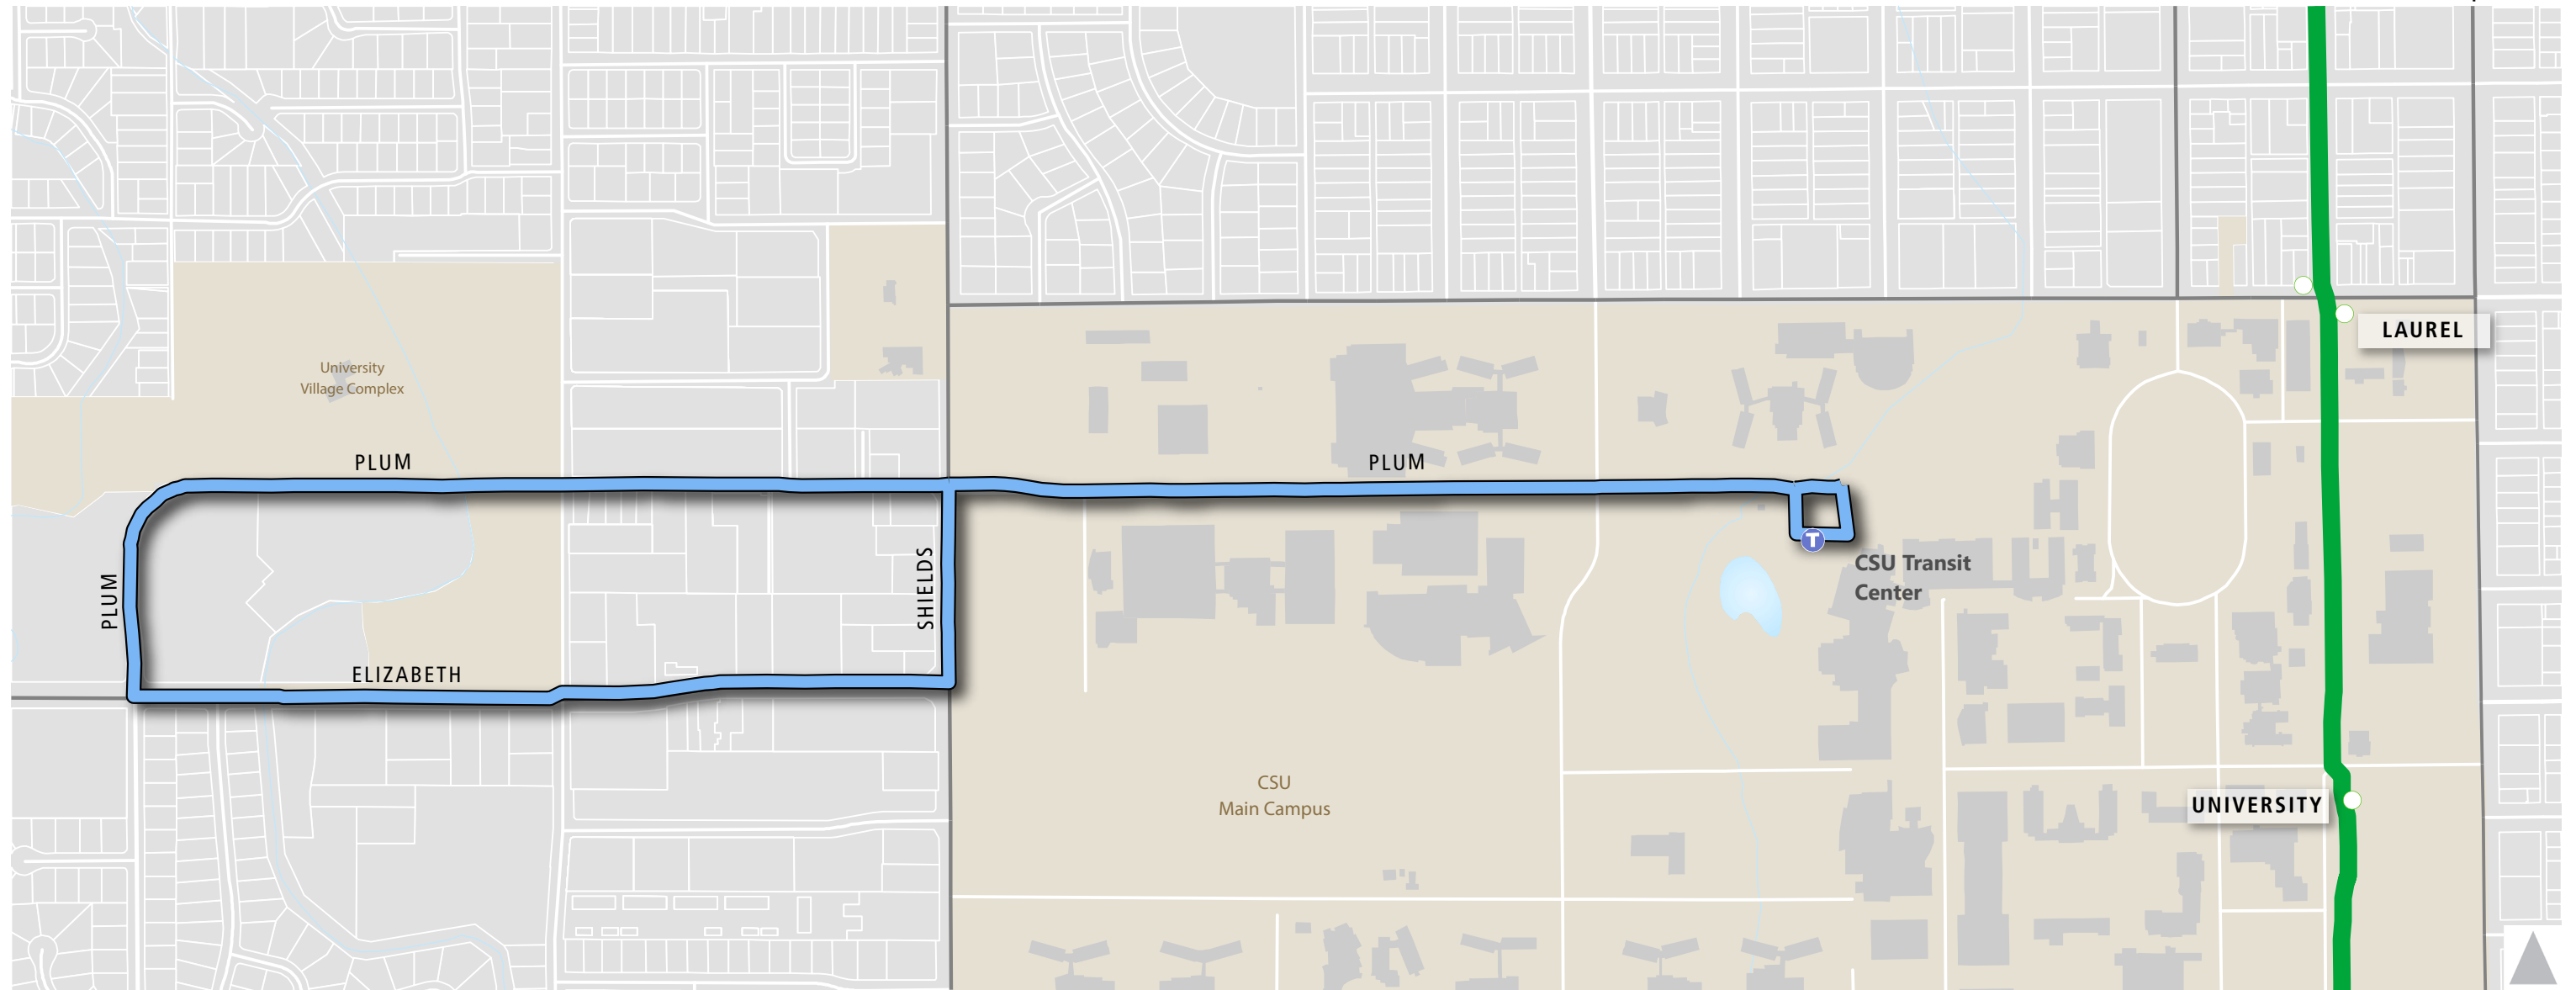 LAUREL
University
Village Complex
PLUM
PLUM
T
CSU Transit
Center
PLUM
SHIELDS
ELIZABETH
CSU
Main Campus
UNIVERSITY